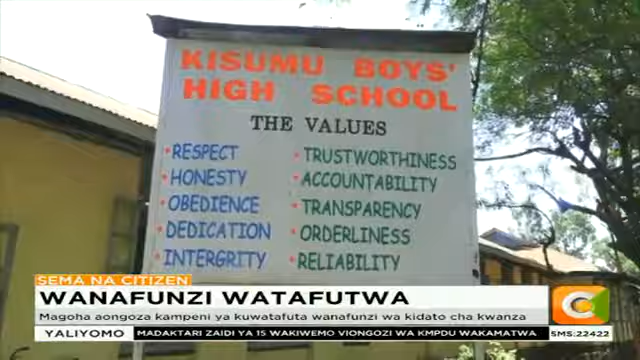 KISUMU BOYS'
HIGH SCHOOL
THE VALUES
•RESPECT
•HONESTY
•OBEDIENCE
•DEDICATION
•INTERGRITY
•TRUSTWORTHINESS
•ACCOUNTABILITY
•TRANSPARENCY
•ORDERLINESS
•RELIABILITY
SEMA NA CITIZEN
WANAFUNZI WATAFUTWA
Magoha aongoza kampeni ya kuwatafuta wanafunzi wa kidato cha kwanza
YALIYOMO
MADAKTARI ZAIDI YA 15 WAKIWEMO VIONGOZI WA KMPDU WAKAMATWA
SMS:22422